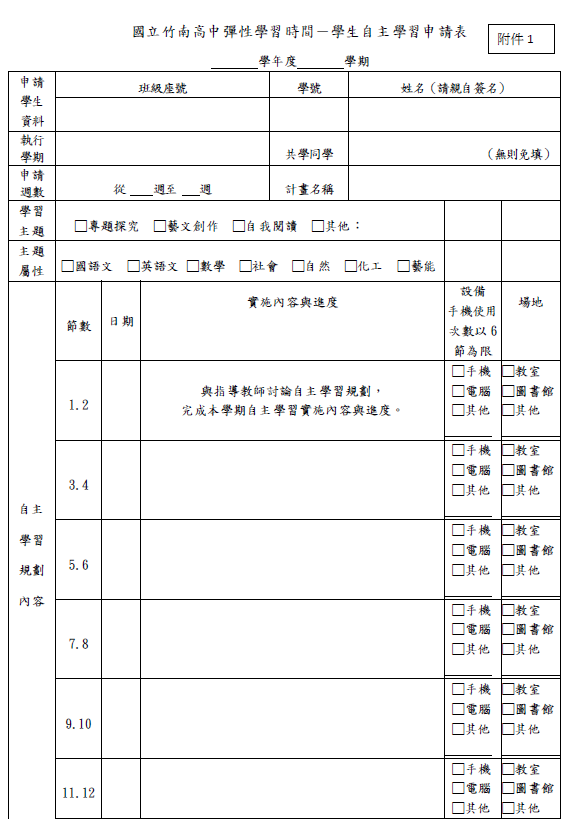 國立竹南高中彈性學習時間－學生自主學習申請表
附件 1
______學年度______學期
申請
學生
資料
班級座號
學號
姓名（請親自簽名）
執行
學期
共學同學
（無則免填）
申請
週數
從 ___週至 __週
計畫名稱
學習
主題
□專題探究 □藝文創作 □自我閱讀 □其他：
主題
屬性
□國語文 □英語文 □數學 □社會 □自然 □化工 □藝能
自主
學習
規劃
內容
節數
日期
實施內容與進度
設備
手機使用
次數以 6
節為限
場地
1.2
與指導教師討論自主學習規劃，
完成本學期自主學習實施內容與進度。
□手機 □教室
□電腦 □圖書館
□其他 □其他
3.4
□手機 □教室
□電腦 □圖書館
□其他 □其他
5.6
□手機 □教室
□電腦 □圖書館
□其他 □其他
7.8
□手機 □教室
□電腦 □圖書館
□其他 □其他
9.10
□手機 □教室
□電腦 □圖書館
□其他 □其他
11.12
□手機 □教室
□電腦 □圖書館
□其他 □其他